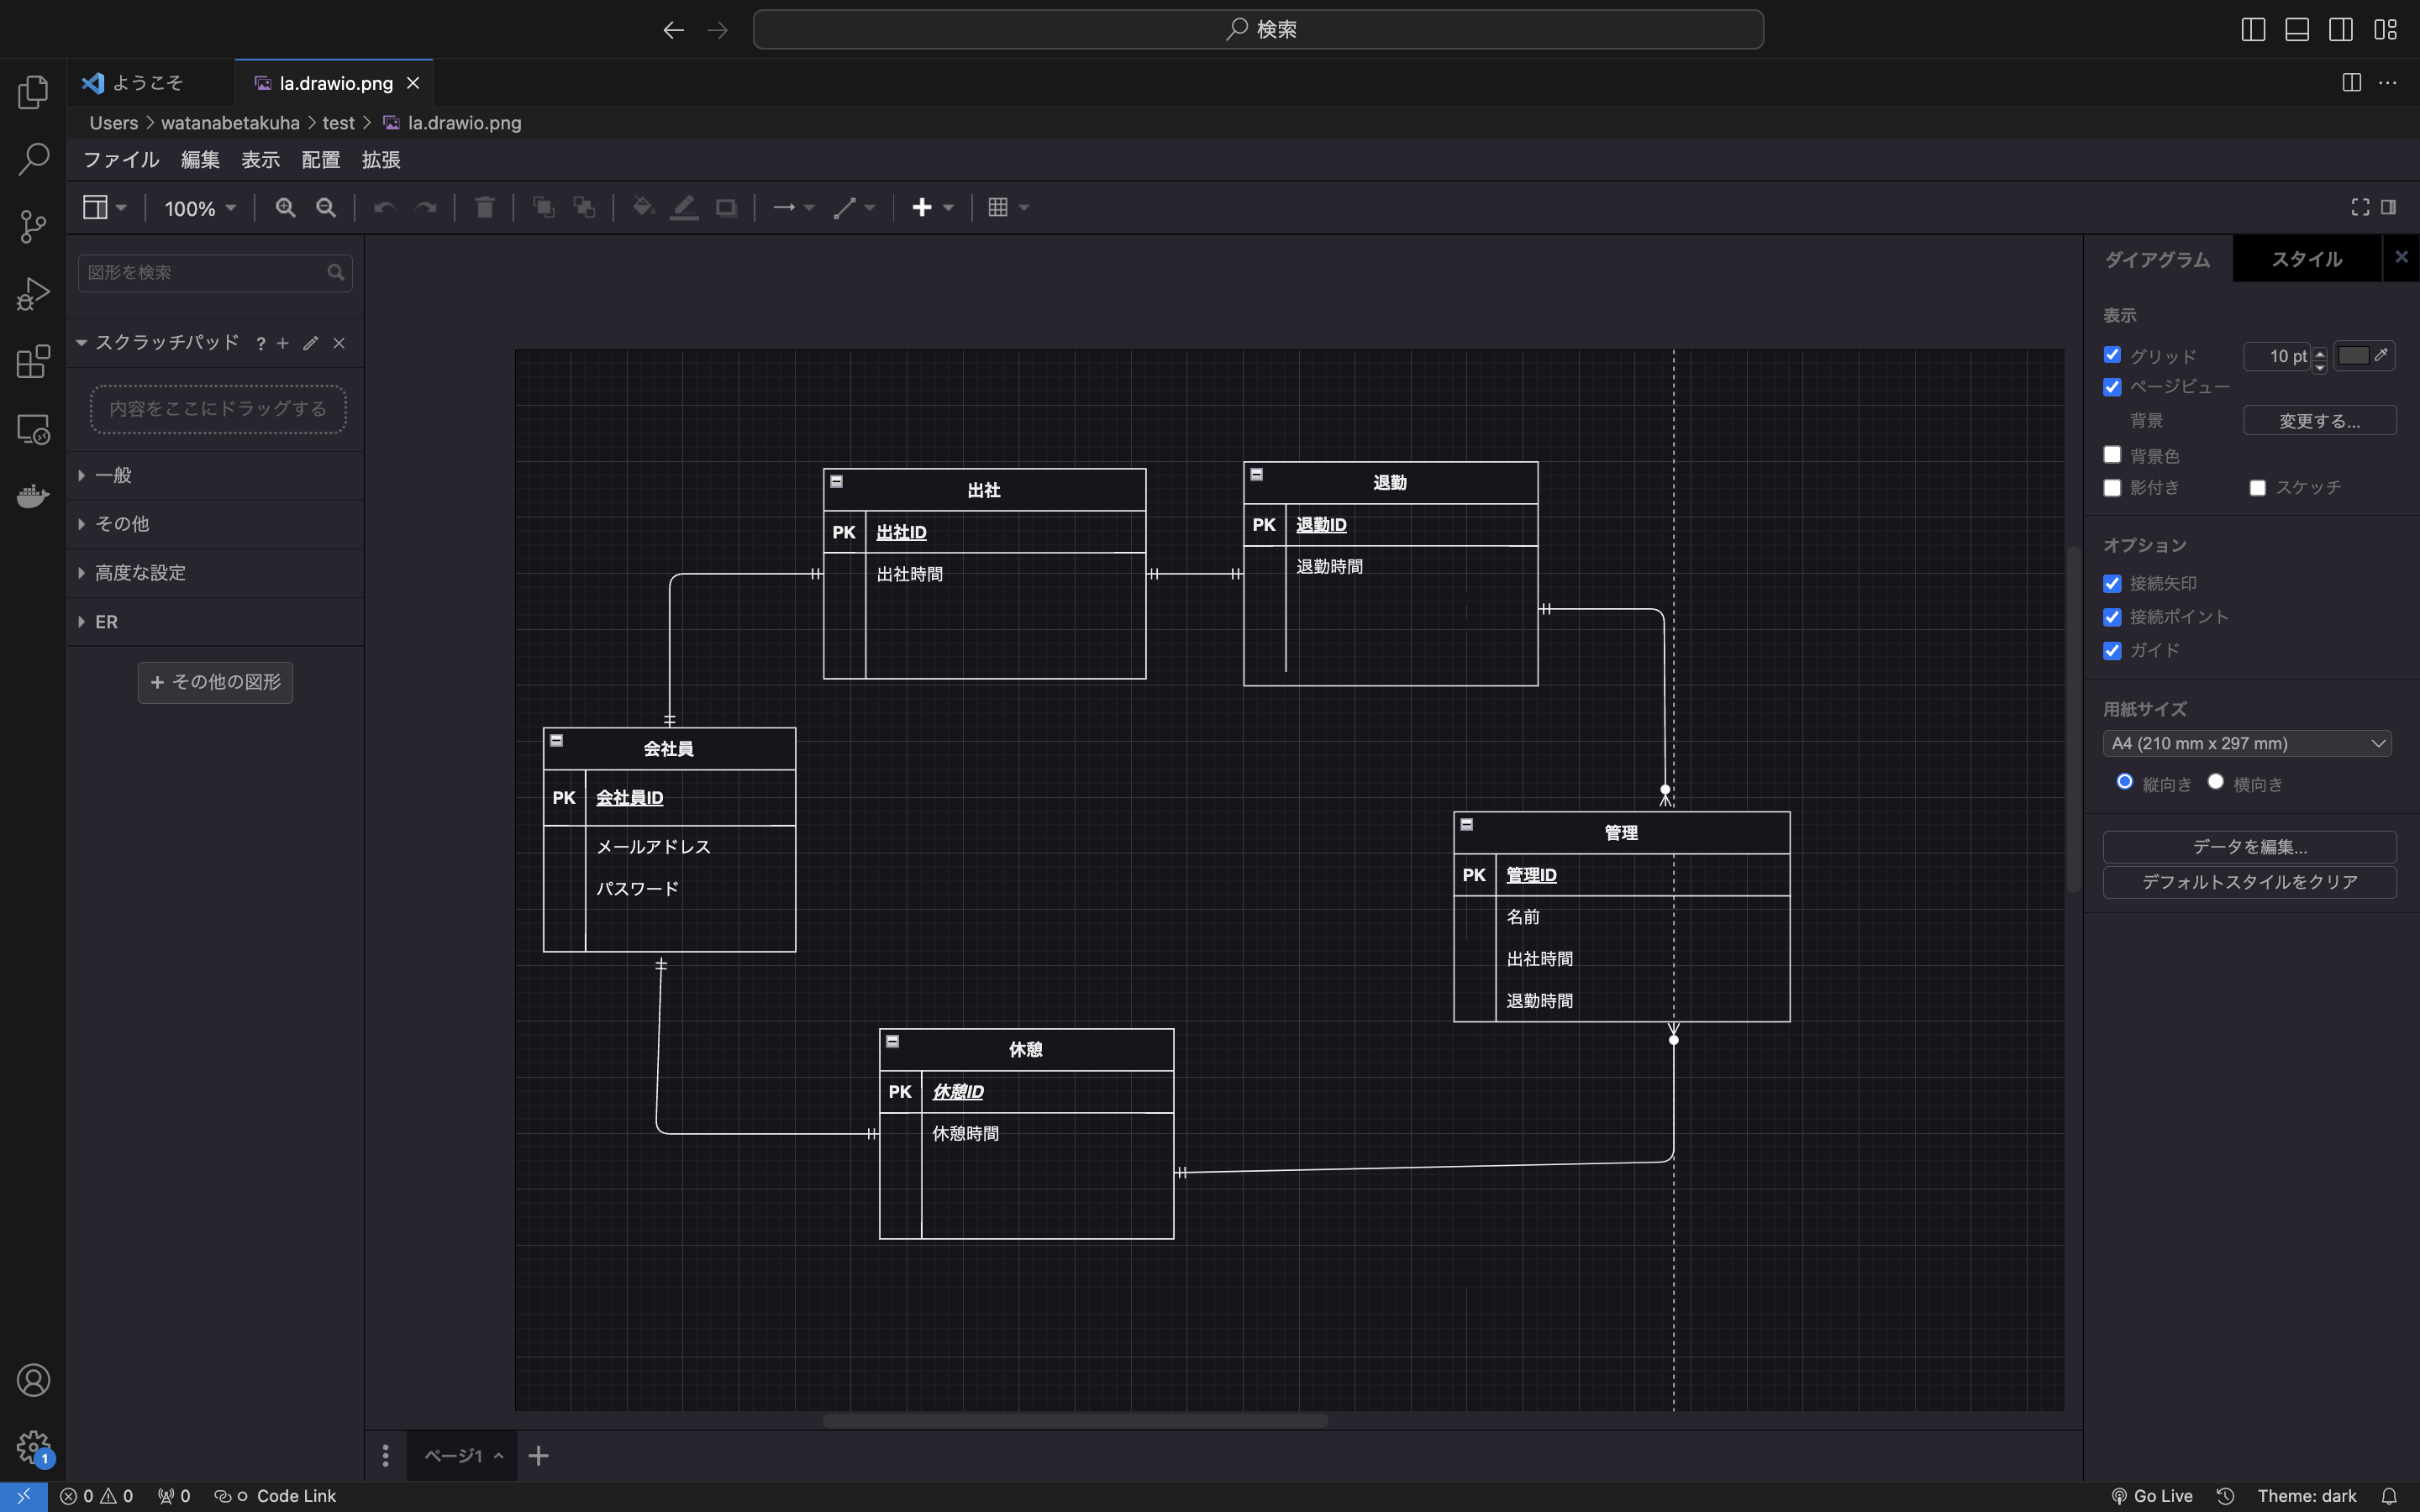 検索
ようこそ
la.drawio.png
Users > watanabetakuha > test > la.drawio.png
ファイル 編集 表示 配置 拡張
100%
図形を検索
スクラッチパッド ?
内容をここにドラッグする
一般
その他
高度な設定
ER
+ その他の図形
出社
PK 出社ID
出社時間
退勤
PK 退勤ID
退勤時間
会社員
PK 会社員ID
メールアドレス
パスワード
管理
PK 管理ID
名前
出社時間
退勤時間
休憩
PK 休憩ID
休憩時間
ダイアグラム スタイル
表示
グリッド 10 pt
ページビュー
背景 変更する...
背景色
影付き スケッチ
オプション
接続矢印
接続ポイント
ガイド
用紙サイズ
A4 (210 mm x 297 mm)
縦向き 横向き
データを編集...
デフォルトスタイルをクリア
ページ1
1
0 0 0 Code Link
Go Live Theme: dark